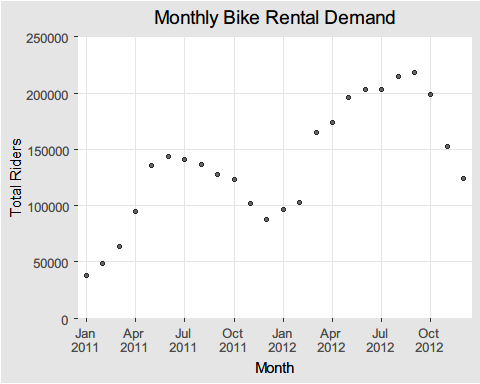 Monthly Bike Rental Demand
250000
200000
150000
100000
50000
0
Total Riders
Jan Apr Jul Oct Jan Apr Jul Oct
2011 2011 2011 2011 2012 2012 2012 2012
Month